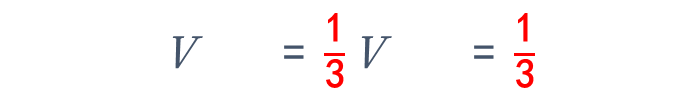 V = 1/3 V = 1/3